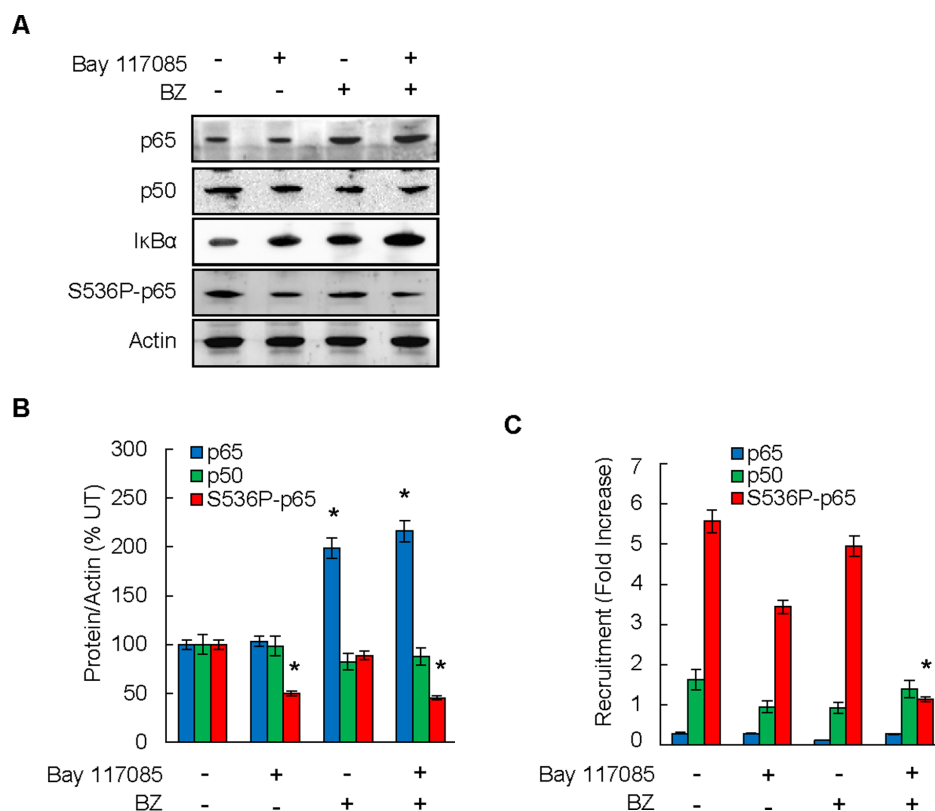 A
Bay 117085 - + - +
BZ - - + +
p65
p50
IκBα
S536P-p65
Actin
B
300
250
200
150
100
50
0
Protein/Actin (% UT)
p65
p50
S536P-p65
*
*
*
*
Bay 117085 - + - +
BZ - - + +
C
7
6
5
4
3
2
1
0
Recruitment (Fold Increase)
p65
p50
S536P-p65
*
Bay 117085 - + - +
BZ - - + +